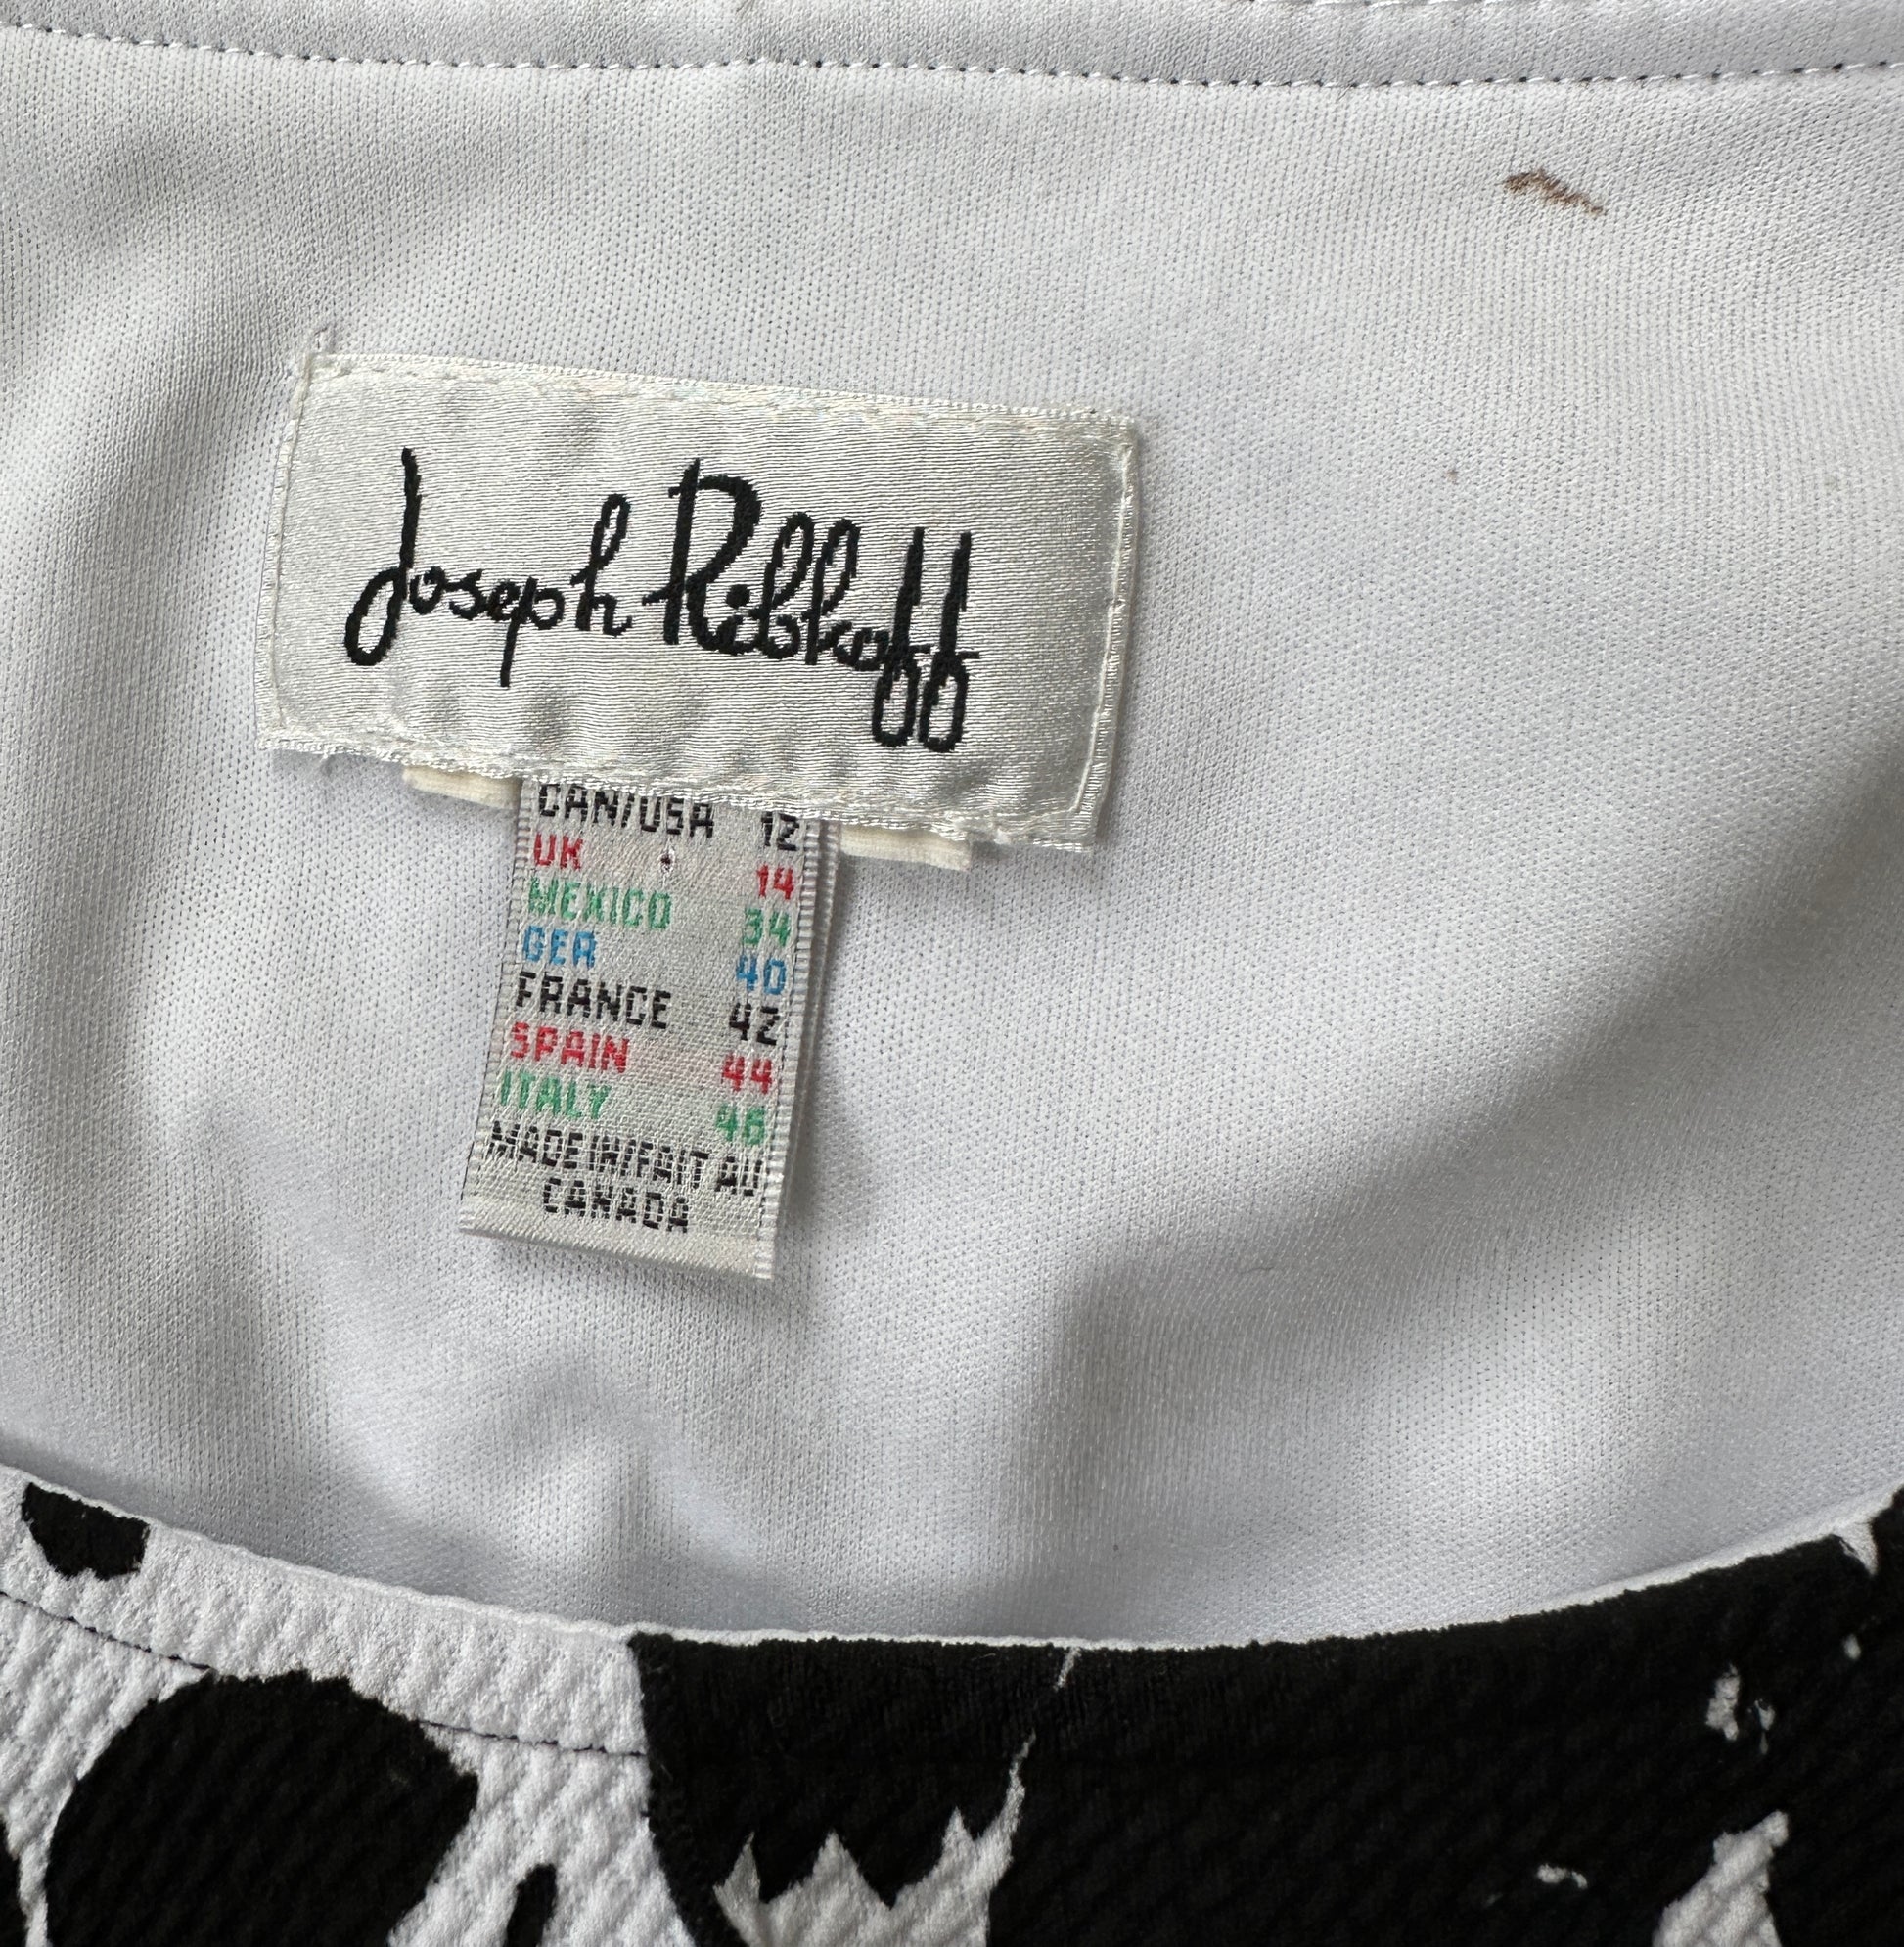 Joseph Ribkoff
CAN/USA 12
UK 14
MEXICO 34
GER 40
FRANCE 42
SPAIN 44
ITALY 46
MADE IN/FAIT AU
CANADA